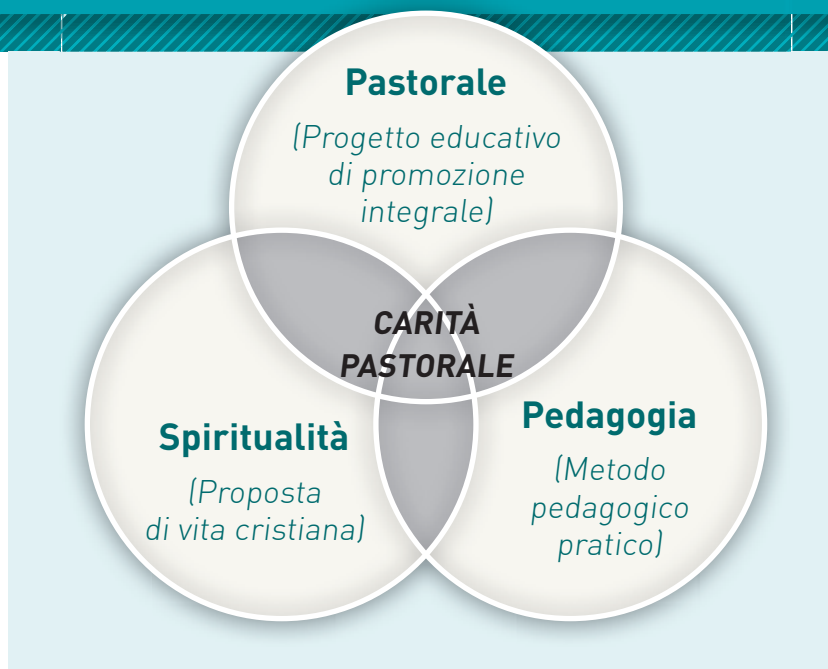 Pastorale
(Progetto educativo
di promozione
integrale)
CARITÀ
PASTORALE
Spiritualità
(Proposta
di vita cristiana)
Pedagogia
(Metodo
pedagogico
pratico)